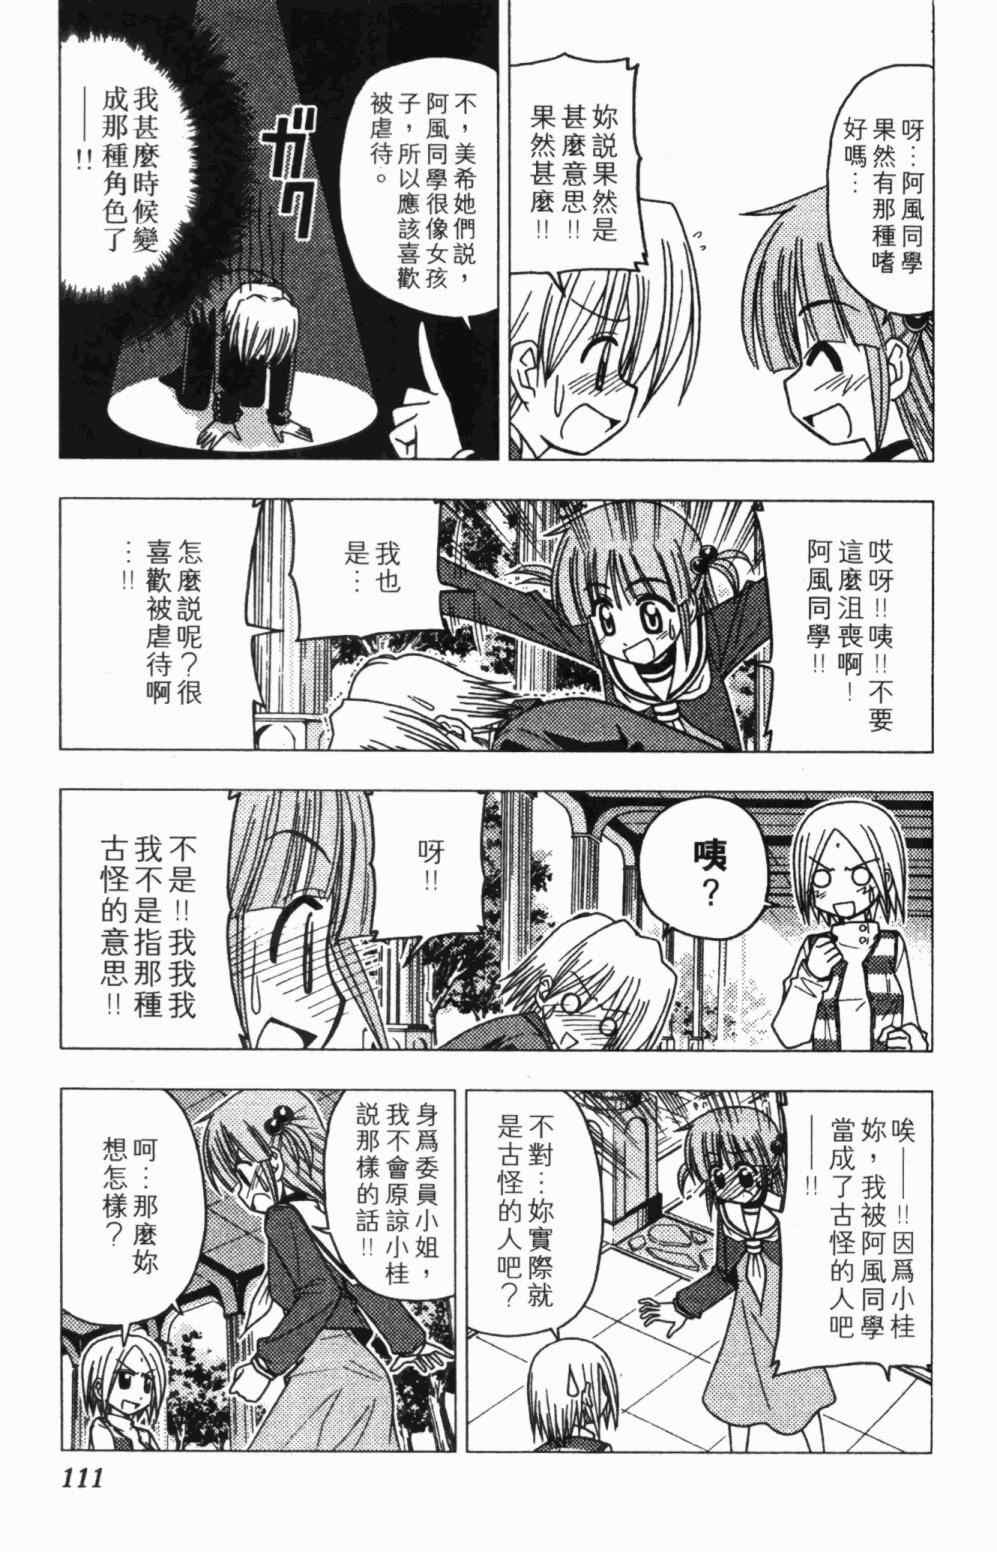 呀…阿風同學
果然有那種嗜
好嗎…
妳說果然是
甚麼意思!!
果然甚麼!!
不，美希她們說，
阿風同學很像女孩
子，所以應該喜歡
被虐待。
ガク
我甚麼時候變
成那種角色了
——!!
哎呀!!咦!!不要
這麼沮喪啊！
阿風同學!!
我也
是…
怎麼說呢？很
喜歡被虐待啊
…!!
咦？
呀!!
不是!!我我我
我不是指那種
古怪的意思!!
唉——!!因爲小桂
妳，我被阿風同學
當成了古怪的人吧
——!!
不對…妳實際就
是古怪的人吧？
身爲委員小姐，
我不會原諒小桂
說那樣的話!!
呵…那麼妳
想怎樣？
111